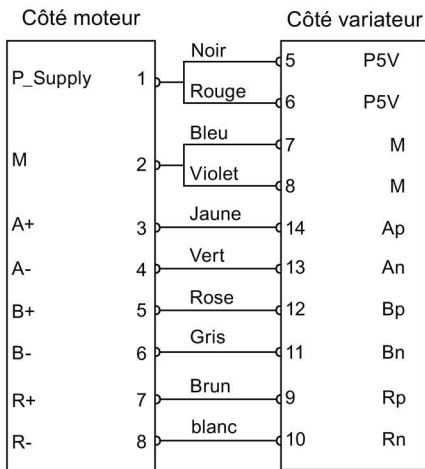 Côté moteur Côté variateur
P_Supply 1 Noir 5 P5V
Rouge 6 P5V
M 2 Bleu 7 M
Violet 8 M
A+ 3 Jaune 14 Ap
A- 4 Vert 13 An
B+ 5 Rose 12 Bp
B- 6 Gris 11 Bn
R+ 7 Brun 9 Rp
R- 8 blanc 10 Rn